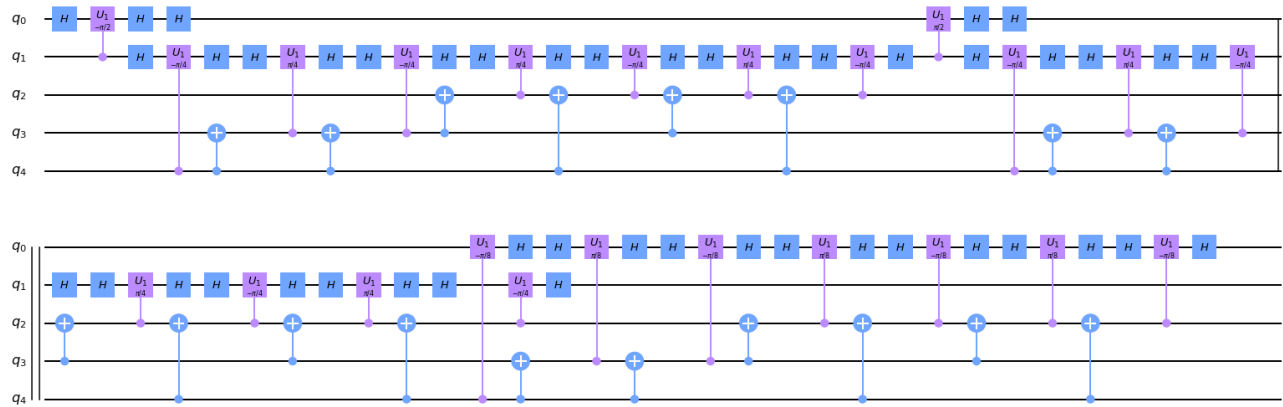 q₀ H U₁ H H U₁ H H
−π/2 π/2
q₁ H U₁ H H U₁ H H U₁ H H U₁ H H U₁ H H U₁ H H U₁ H H U₁ H H U₁ H H U₁
−π/4 π/4 −π/4 π/4 −π/4 π/4 −π/4 −π/4 π/4 −π/4
q₂
q₃
q₄
q₀ U₁ H H U₁ H H U₁ H H U₁ H H U₁ H H U₁ H H U₁ H
−π/8 π/8 −π/8 π/8 −π/8 π/8 −π/8
q₁ H H U₁ H H U₁ H H U₁ H H U₁ H
π/4 −π/4 π/4 −π/4
q₂
q₃
q₄